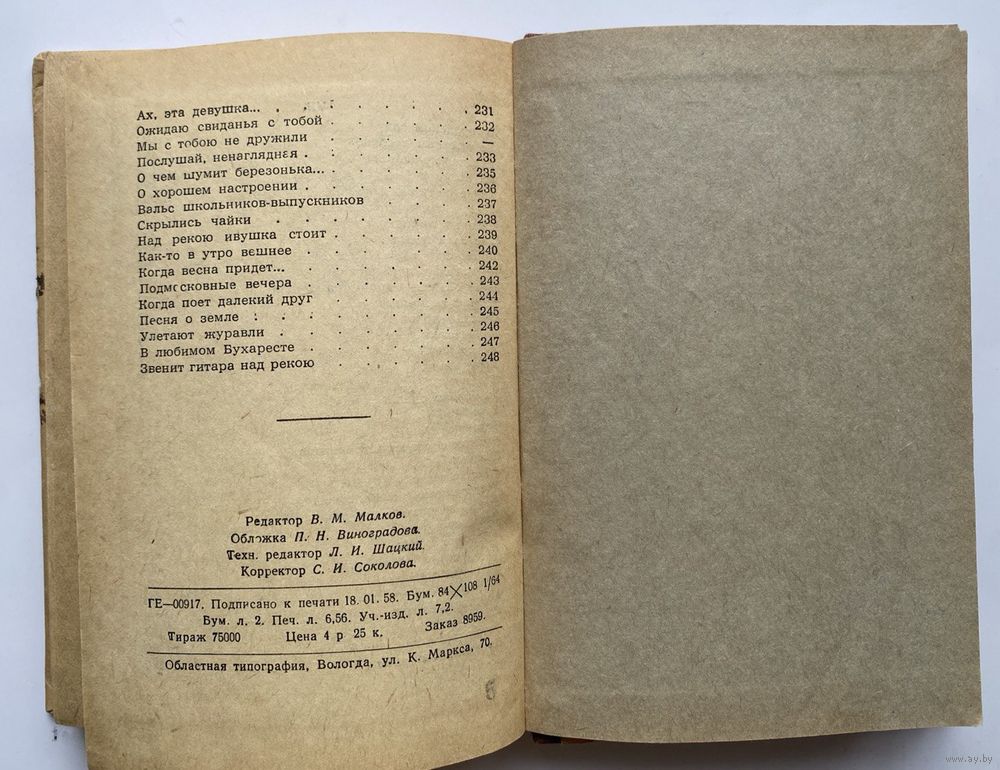 Ах, эта девушка... . . . . . . . . 231
Ожидаю свиданья с тобой . . . . . . 232
Мы с тобою не дружили . . . . . . —
Послушай, ненаглядная . . . . . . . 233
О чем шумит березонька... . . . . . . 235
О хорошем настроении . . . . . . . 236
Вальс школьников-выпускников . . . . 237
Скрылись чайки . . . . . . . . 238
Над рекою ивушка стоит . . . . . . 239
Как-то в утро вешнее . . . . . . . 240
Когда весна придет... . . . . . . . 242
Подмосковные вечера . . . . . . . 243
Когда поет далекий друг . . . . . . 244
Песня о земле . . . . . . . . . 245
Улетают журавли . . . . . . . . 246
В любимом Бухаресте . . . . . . . 247
Звенит гитара над рекою . . . . . . 248
Редактор В. М. Малков.
Обложка П. Н. Виноградова.
Техн. редактор Л. И. Шацкий.
Корректор С. И. Соколова.
ГЕ—00917. Подписано к печати 18.01.58. Бум. 84×108 1/64
Бум. л. 2. Печ. л. 6,56. Уч.-изд. л. 7,2.
Тираж 75000 Цена 4 р 25 к. Заказ 8959.
Областная типография, Вологда, ул. К. Маркса, 70.
www.ay.by